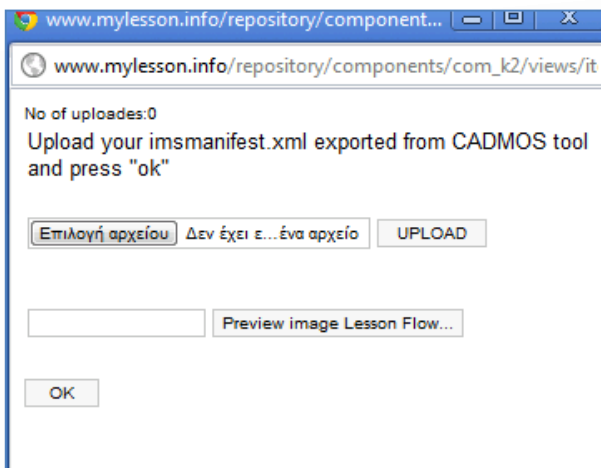 www.mylesson.info/repository/component...
www.mylesson.info/repository/components/com_k2/views/it
No of uploades:0
Upload your imsmanifest.xml exported from CADMOS tool
and press "ok"
Επιλογή αρχείου Δεν έχει ε...ένα αρχείο UPLOAD
Preview image Lesson Flow...
OK